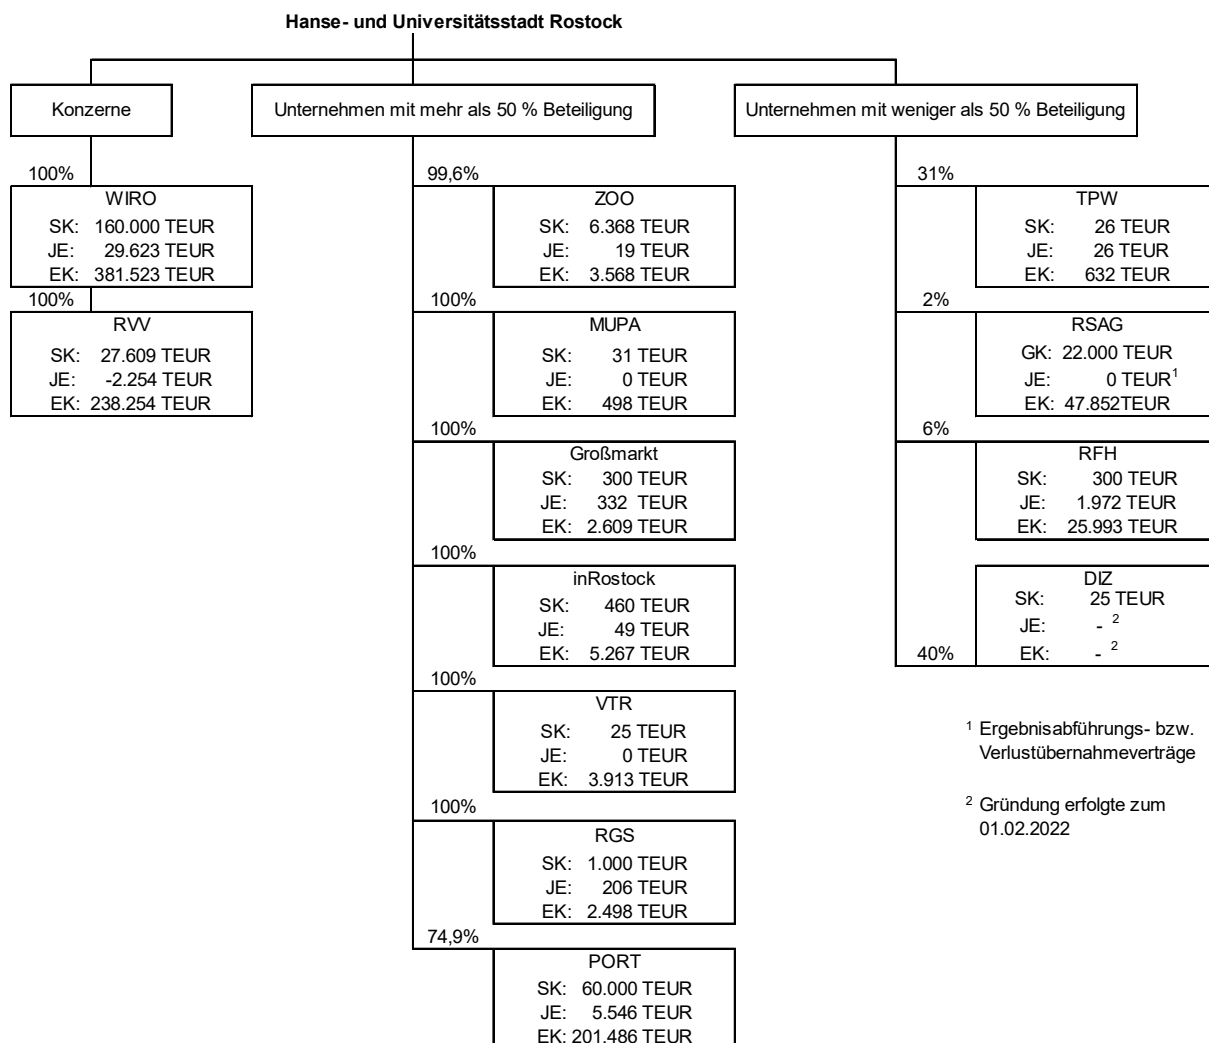 Hanse- und Universitätsstadt Rostock
Konzerne
Unternehmen mit mehr als 50 % Beteiligung
Unternehmen mit weniger als 50 % Beteiligung
100%
WIRO
SK: 160.000 TEUR
JE: 29.623 TEUR
EK: 381.523 TEUR
100%
RVV
SK: 27.609 TEUR
JE: -2.254 TEUR
EK: 238.254 TEUR
99,6%
ZOO
SK: 6.368 TEUR
JE: 19 TEUR
EK: 3.568 TEUR
100%
MUPA
SK: 31 TEUR
JE: 0 TEUR
EK: 498 TEUR
100%
Großmarkt
SK: 300 TEUR
JE: 332 TEUR
EK: 2.609 TEUR
100%
inRostock
SK: 460 TEUR
JE: 49 TEUR
EK: 5.267 TEUR
100%
VTR
SK: 25 TEUR
JE: 0 TEUR
EK: 3.913 TEUR
100%
RGS
SK: 1.000 TEUR
JE: 206 TEUR
EK: 2.498 TEUR
74,9%
PORT
SK: 60.000 TEUR
JE: 5.546 TEUR
EK: 201.486 TEUR
31%
TPW
SK: 26 TEUR
JE: 26 TEUR
EK: 632 TEUR
2%
RSAG
GK: 22.000 TEUR
JE: 0 TEUR¹
EK: 47.852TEUR
6%
RFH
SK: 300 TEUR
JE: 1.972 TEUR
EK: 25.993 TEUR
40%
DIZ
SK: 25 TEUR
JE: - ²
EK: - ²
¹ Ergebnisabführungs- bzw.
Verlustübernahmeverträge
² Gründung erfolgte zum
01.02.2022